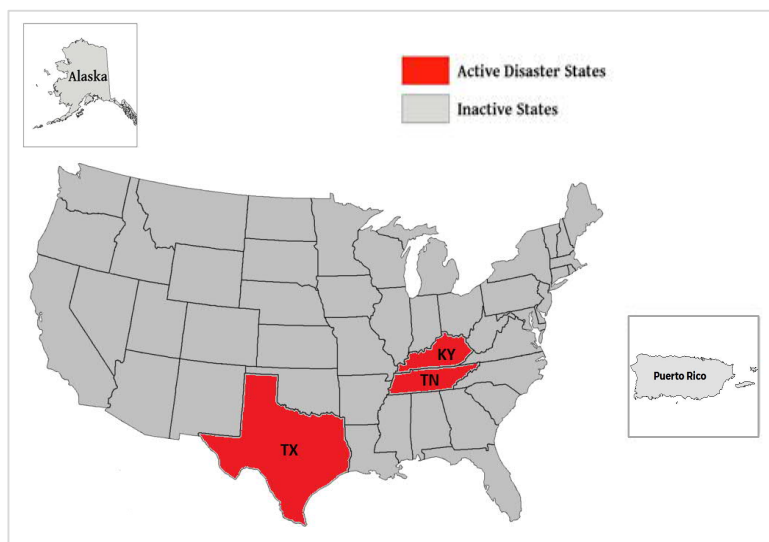 Alaska
Active Disaster States
Inactive States
KY
TN
Puerto Rico
TX